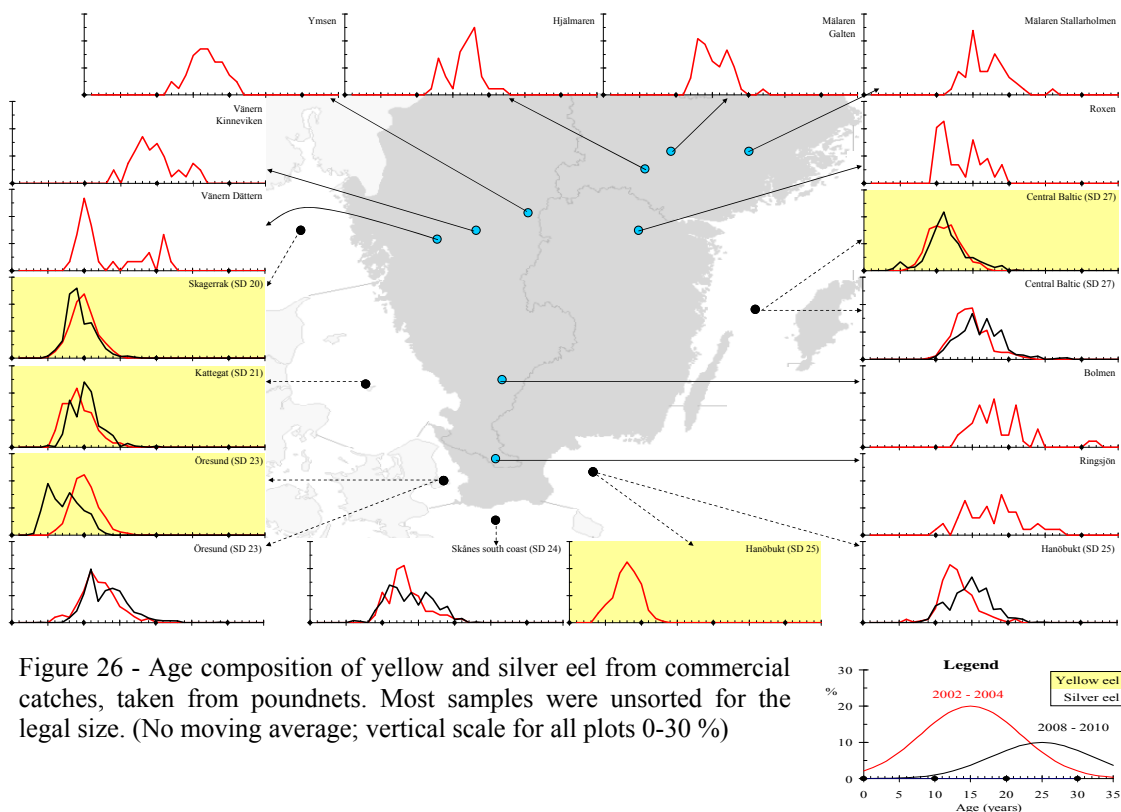 Ymsen
Hjälmaren
Mälaren
Galten
Mälaren Stallarholmen
Vänern
Kinneviken
Roxen
Vänern Dättern
Central Baltic (SD 27)
Skagerrak (SD 20)
Central Baltic (SD 27)
Kattegat (SD 21)
Bolmen
Öresund (SD 23)
Ringsjön
Öresund (SD 23)
Skånes south coast (SD 24)
Hanöbukt (SD 25)
Hanöbukt (SD 25)
Figure 26 - Age composition of yellow and silver eel from commercial
catches, taken from poundnets. Most samples were unsorted for the
legal size. (No moving average; vertical scale for all plots 0-30 %)
Legend
30
%
20
10
0
2002 - 2004
Yellow eel
Silver eel
2008 - 2010
0 5 10 15 20 25 30 35
Age (years)